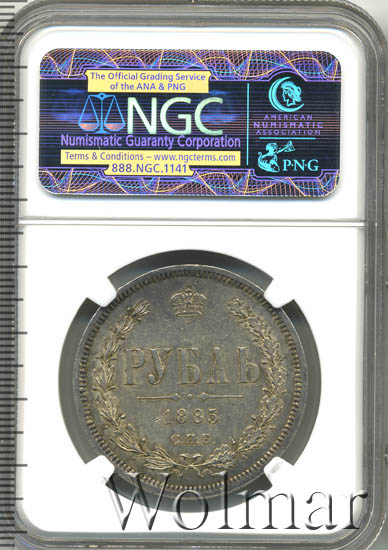 The Official Grading Service
of the ANA & PNG
NGC
Numismatic Guaranty Corporation
Terms & Conditions – www.ngcterms.com
888.NGC.1141
AMERICAN
NUMISMATIC
ASSOCIATION
PNG
РУБЛЬ
1885
С.П.Б.
Wolmar